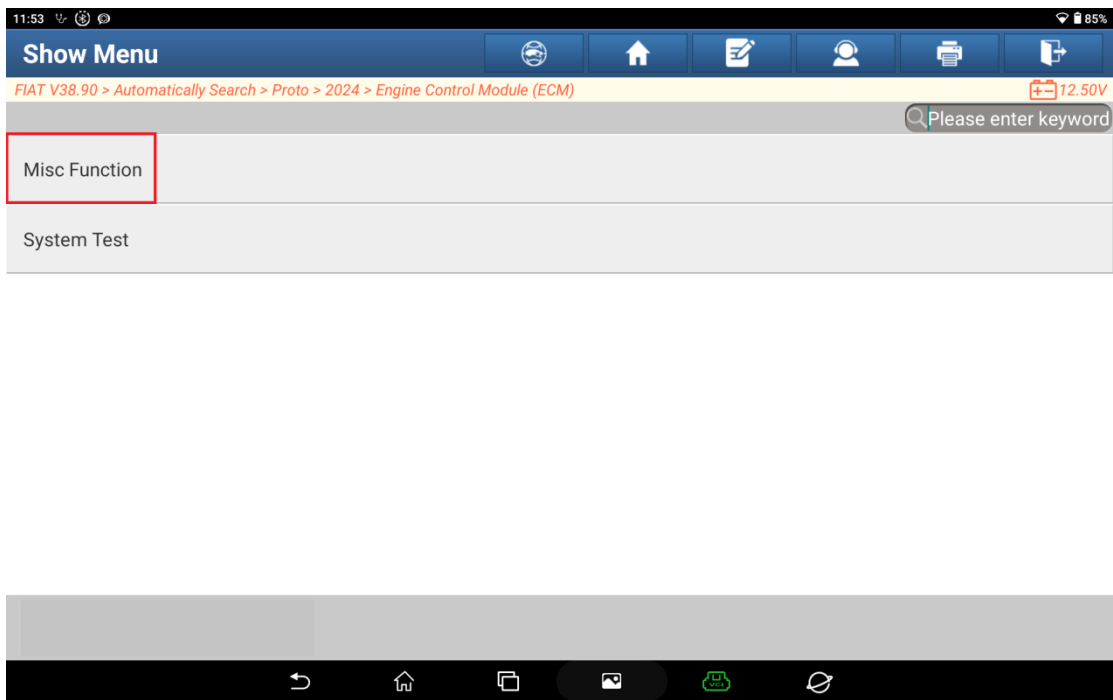 11:53 85%
Show Menu
FIAT V38.90 > Automatically Search > Proto > 2024 > Engine Control Module (ECM) 12.50V
Please enter keyword
Misc Function
System Test
VCI